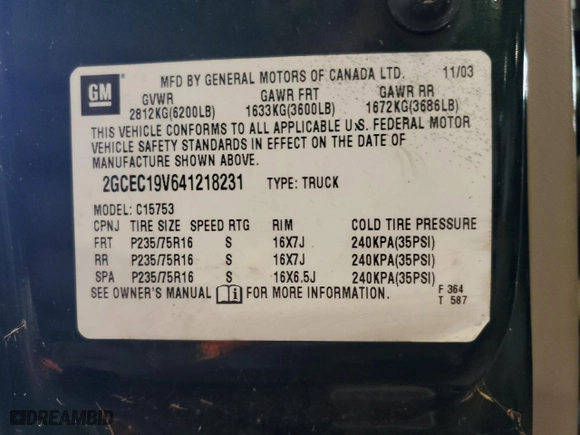 GM
MFD BY GENERAL MOTORS OF CANADA LTD. 11/03
GVWR GAWR FRT GAWR RR
2812KG(6200LB) 1633KG(3600LB) 1672KG(3686LB)
THIS VEHICLE CONFORMS TO ALL APPLICABLE U.S. FEDERAL MOTOR
VEHICLE SAFETY STANDARDS IN EFFECT ON THE DATE OF
MANUFACTURE SHOWN ABOVE.
2GCEC19V641218231 TYPE: TRUCK
MODEL: C15753
CPNJ TIRE SIZE SPEED RTG RIM COLD TIRE PRESSURE
FRT P235/75R16 S 16X7J 240KPA(35PSI)
RR P235/75R16 S 16X7J 240KPA(35PSI)
SPA P235/75R16 S 16X6.5J 240KPA(35PSI)
SEE OWNER'S MANUAL FOR MORE INFORMATION.
F 364
T 587
DREAMBID